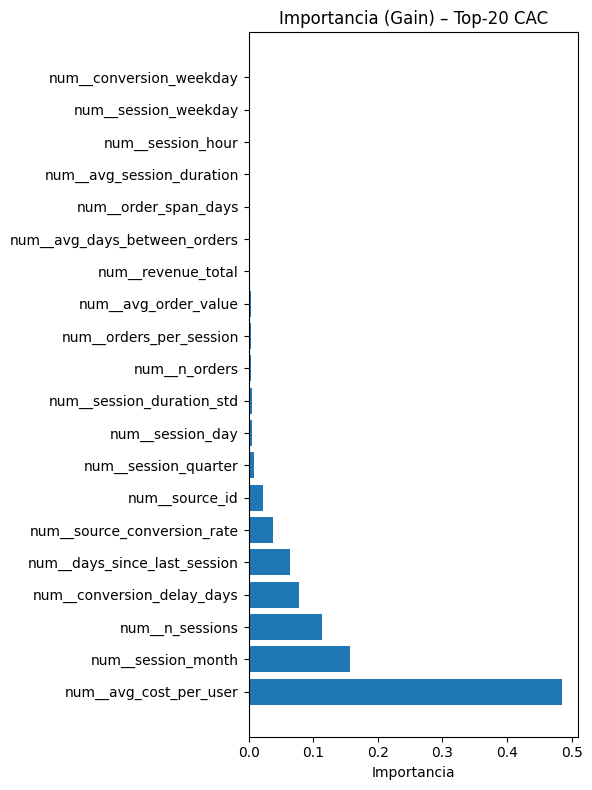 Importancia (Gain) – Top-20 CAC
num__conversion_weekday
num__session_weekday
num__session_hour
num__avg_session_duration
num__order_span_days
num__avg_days_between_orders
num__revenue_total
num__avg_order_value
num__orders_per_session
num__n_orders
num__session_duration_std
num__session_day
num__session_quarter
num__source_id
num__source_conversion_rate
num__days_since_last_session
num__conversion_delay_days
num__n_sessions
num__session_month
num__avg_cost_per_user
0.0 0.1 0.2 0.3 0.4 0.5
Importancia